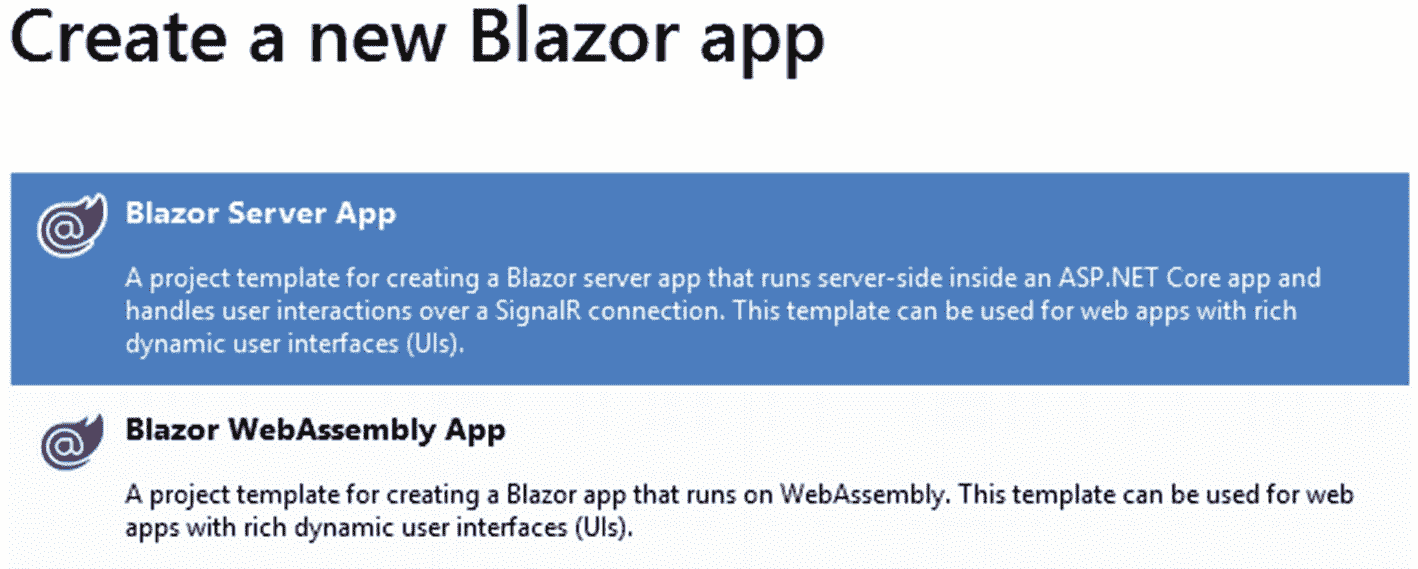 Create a new Blazor app
Blazor Server App
A project template for creating a Blazor server app that runs server-side inside an ASP.NET Core app and
handles user interactions over a SignalR connection. This template can be used for web apps with rich
dynamic user interfaces (UIs).
Blazor WebAssembly App
A project template for creating a Blazor app that runs on WebAssembly. This template can be used for web
apps with rich dynamic user interfaces (UIs).